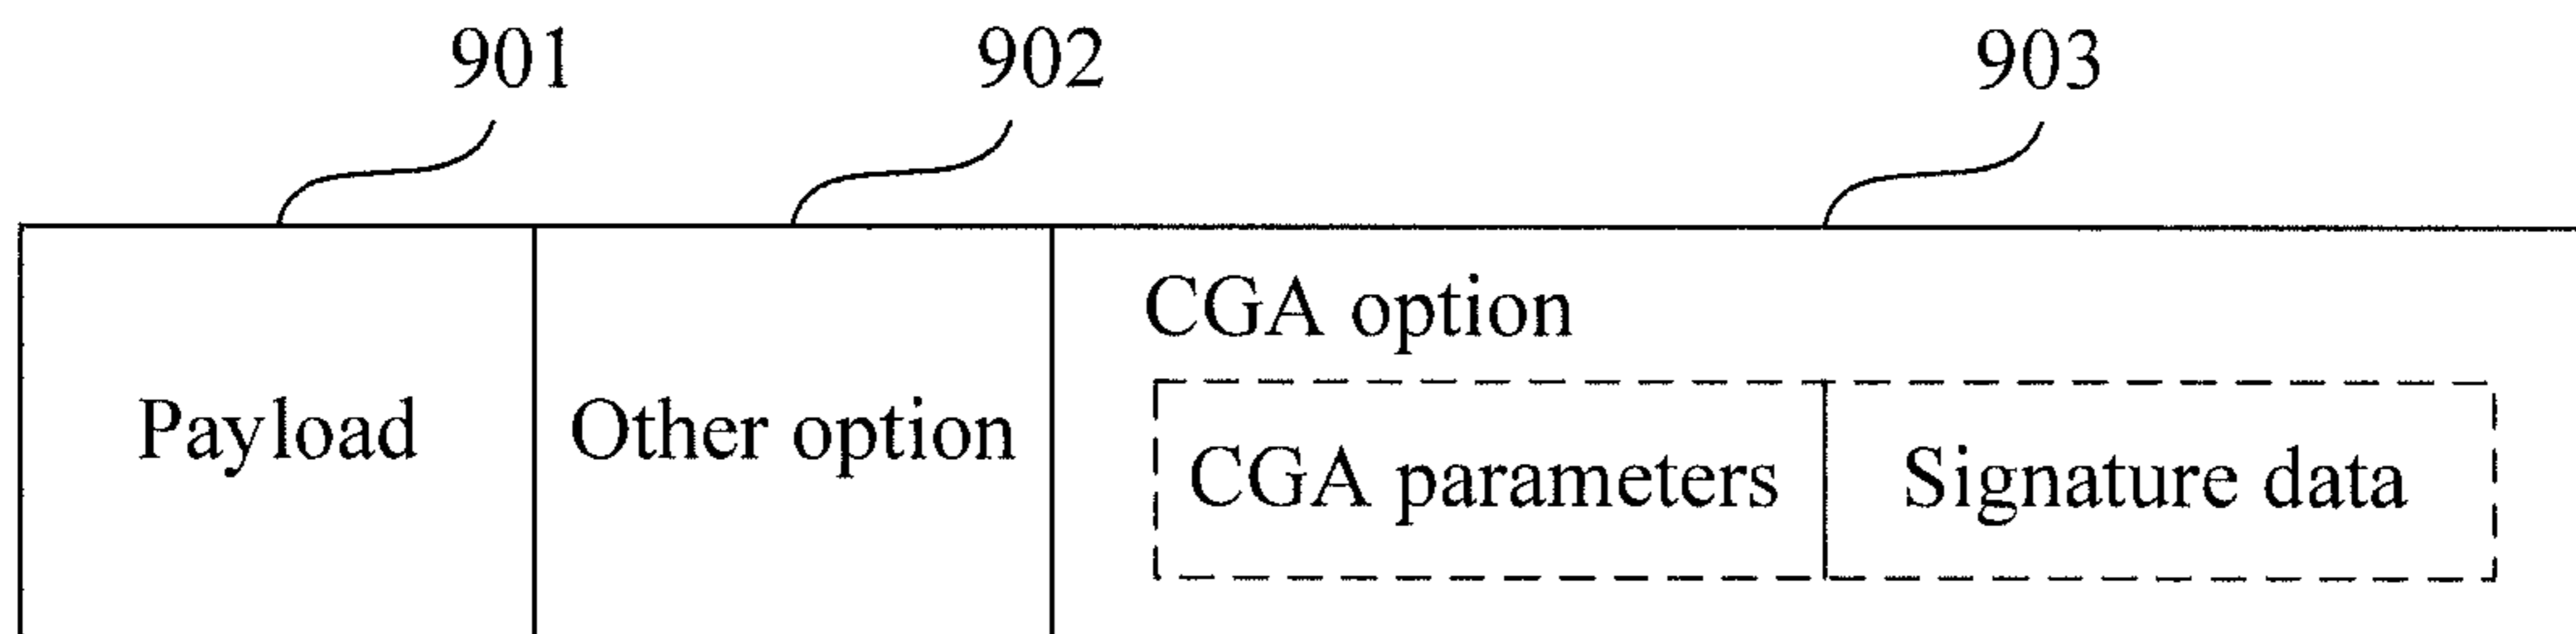 901 902 903
CGA option
Payload Other option CGA parameters Signature data